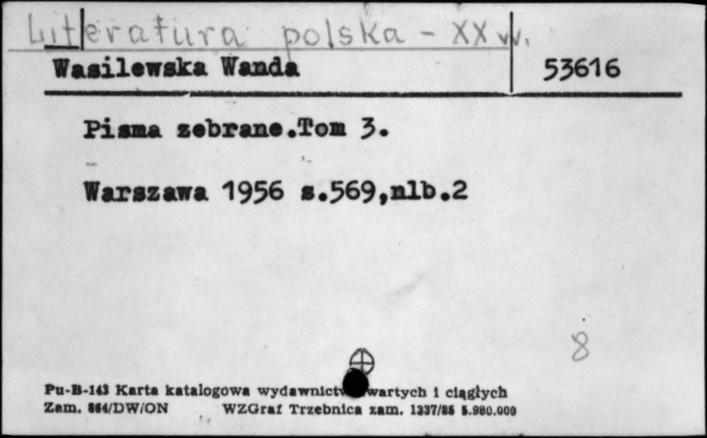 Literatura polska - XX w.
Wasilewska Wanda 53616
Pisma zebrane.Tom 3.
Warszawa 1956 s.569,nlb.2
8
Pu-B-143 Karta katalogowa wydawnictw zwartych i ciągłych
Zam. 864/DW/ON WZGraf Trzebnica zam. 1337/85 5.980.000